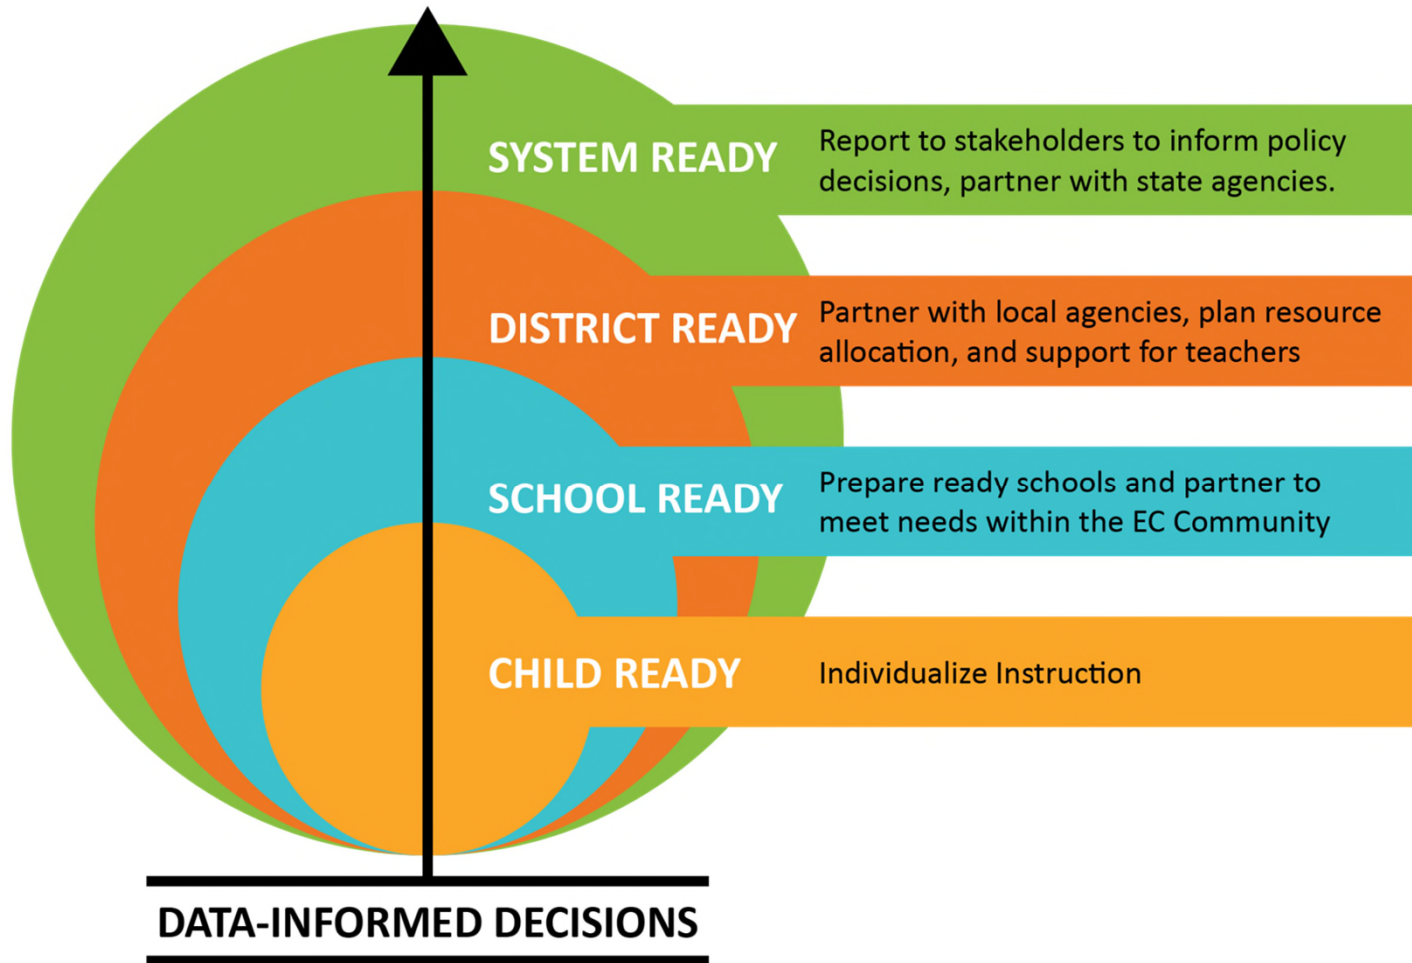 SYSTEM READY
Report to stakeholders to inform policy
decisions, partner with state agencies.
DISTRICT READY
Partner with local agencies, plan resource
allocation, and support for teachers
SCHOOL READY
Prepare ready schools and partner to
meet needs within the EC Community
CHILD READY
Individualize Instruction
DATA-INFORMED DECISIONS